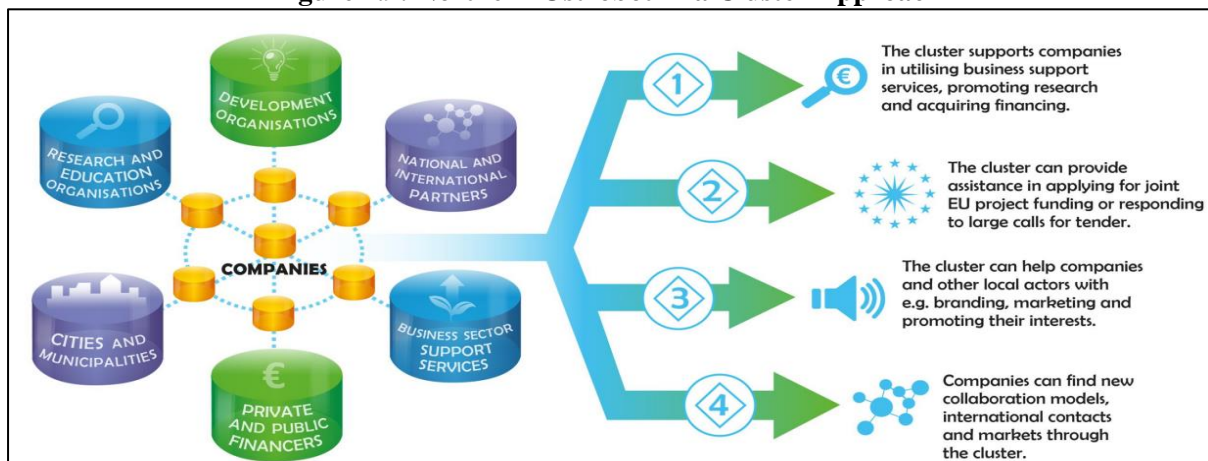 DEVELOPMENT
ORGANISATIONS
RESEARCH AND
EDUCATION
ORGANISATIONS
NATIONAL AND
INTERNATIONAL
PARTNERS
COMPANIES
CITIES AND
MUNICIPALITIES
BUSINESS SECTOR
SUPPORT
SERVICES
€
PRIVATE
AND PUBLIC
FINANCERS
1
€
The cluster supports companies
in utilising business support
services, promoting research
and acquiring financing.
2
The cluster can provide
assistance in applying for joint
EU project funding or responding
to large calls for tender.
3
The cluster can help companies
and other local actors with
e.g. branding, marketing and
promoting their interests.
4
Companies can find new
collaboration models,
international contacts
and markets through
the cluster.